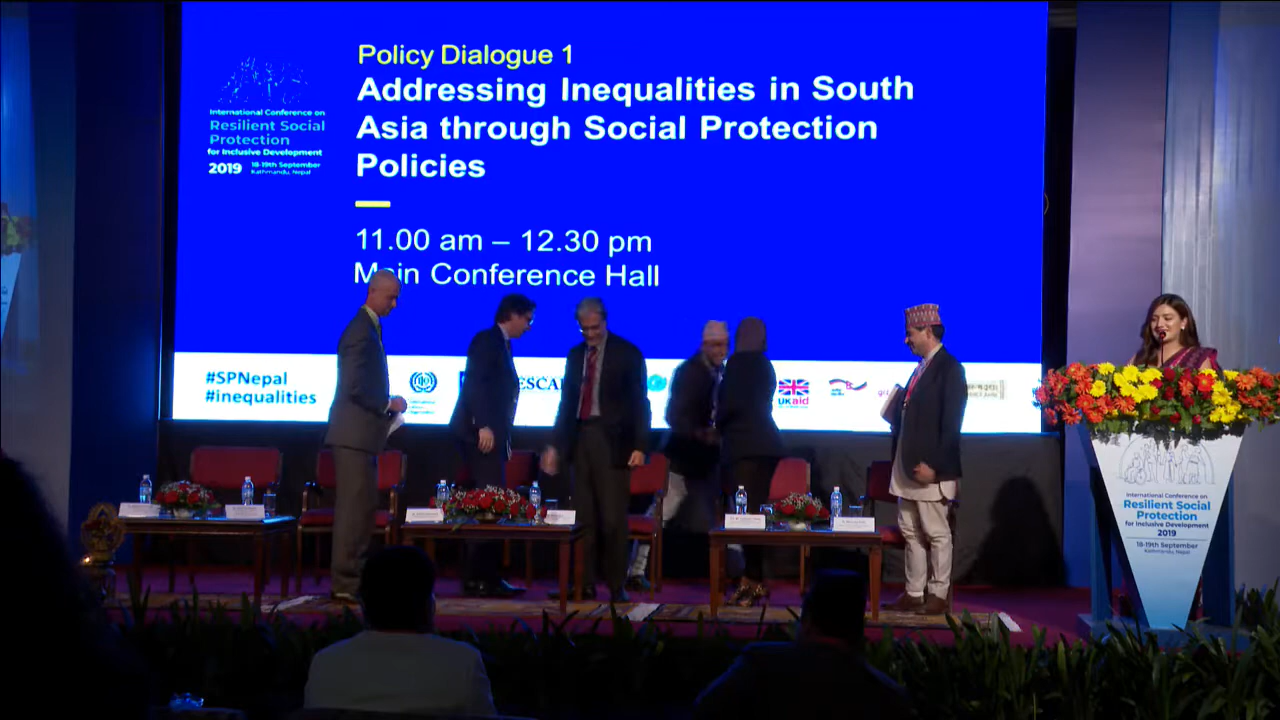 Policy Dialogue 1
Addressing Inequalities in South
Asia through Social Protection
Policies
11.00 am – 12.30 pm
Main Conference Hall
International Conference on
Resilient Social
Protection
for Inclusive Development
2019 18-19th September
Kathmandu, Nepal
#SPNepal
#inequalities
ESCAP
UKaid
International Conference on
Resilient Social
Protection
for Inclusive Development
2019
18-19th September
Kathmandu, Nepal